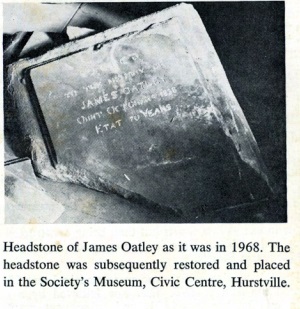 JAMES OATLEY
Headstone of James Oatley as it was in 1968. The
headstone was subsequently restored and placed
in the Society's Museum, Civic Centre, Hurstville.